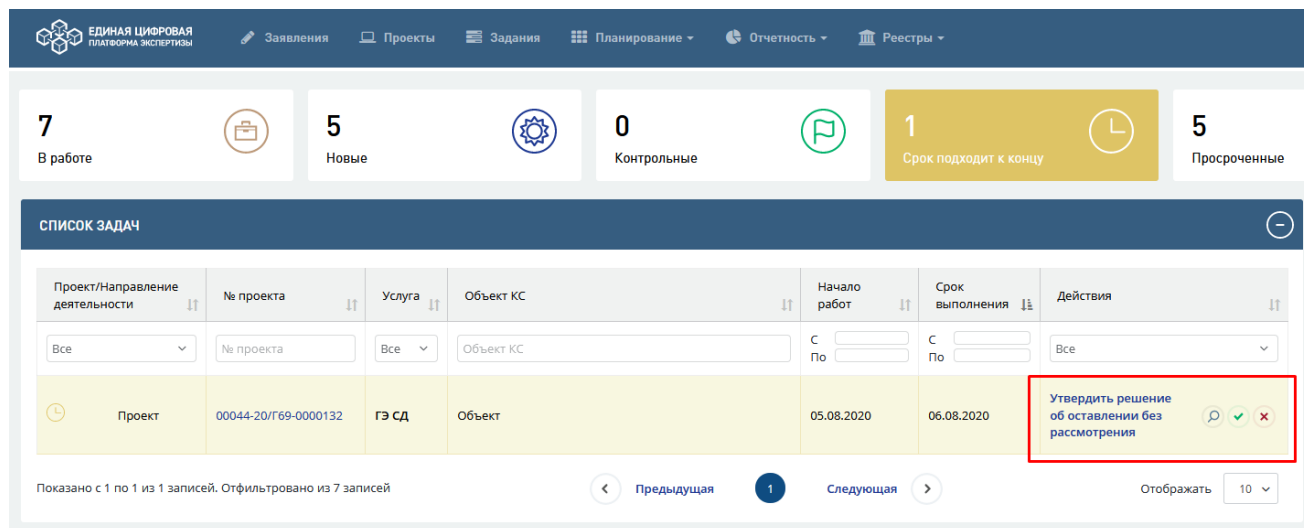 ЕДИНАЯ ЦИФРОВАЯ
ПЛАТФОРМА ЭКСПЕРТИЗЫ
Заявления
Проекты
Задания
Планирование
Отчетность
Реестры
7
В работе
5
Новые
0
Контрольные
1
Срок подходит к концу
5
Просроченные
СПИСОК ЗАДАЧ
Проект/Направление
деятельности
№ проекта
Услуга
Объект КС
Начало
работ
Срок
выполнения
Действия
Все
№ проекта
Все
Объект КС
С
По
С
По
Все
Проект
00044-20/Г69-0000132
ГЭ СД
Объект
05.08.2020
06.08.2020
Утвердить решение
об оставлении без
рассмотрения
Показано с 1 по 1 из 1 записей. Отфильтровано из 7 записей
Предыдущая
1
Следующая
Отображать
10